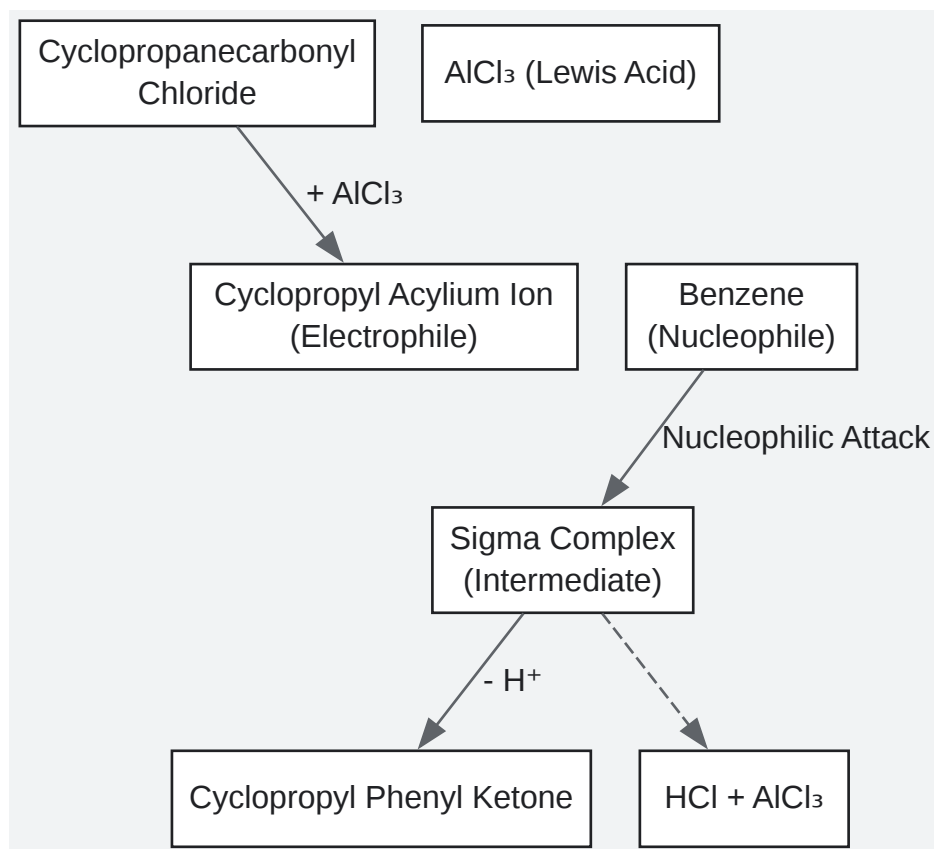 Cyclopropanecarbonyl
Chloride
AlCl₃ (Lewis Acid)
+ AlCl₃
Cyclopropyl Acylium Ion
(Electrophile)
Benzene
(Nucleophile)
Nucleophilic Attack
Sigma Complex
(Intermediate)
- H⁺
Cyclopropyl Phenyl Ketone
HCl + AlCl₃